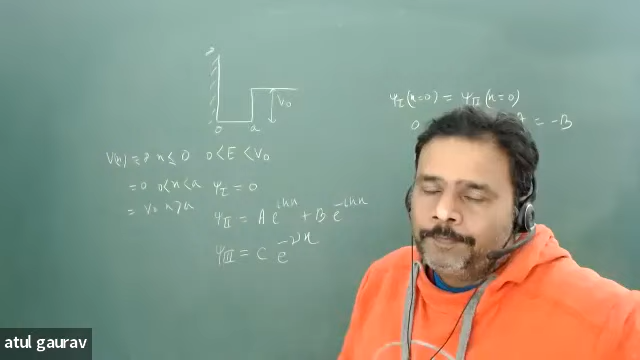 ∞
V₀
0 a
V(x) = ∞ x ≤ 0 0 < E < V₀
= 0 0 < x < a ψ_I = 0
= V₀ x ≥ a
ψ_II = A e^{ikx} + B e^{-ikx}
ψ_III = C e^{-νx}
ψ_I (x=0) = ψ_II (x=0)
0 = -B
atul gaurav